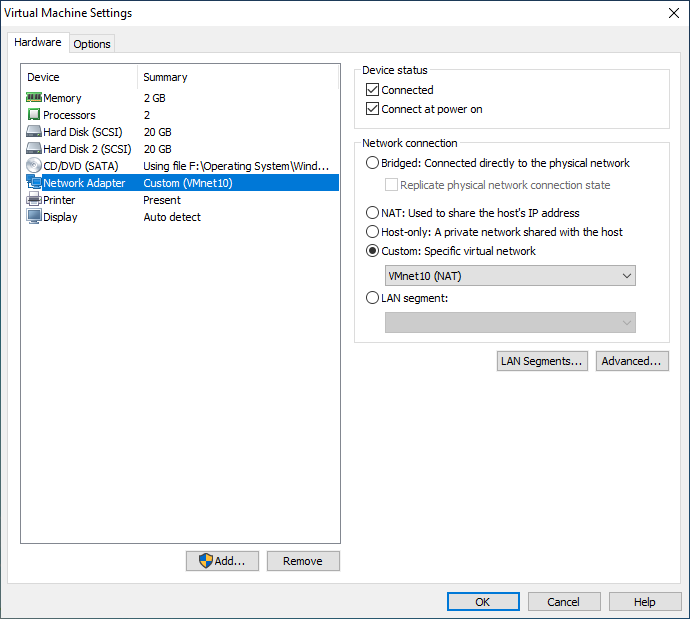 Virtual Machine Settings
Hardware Options
Device Summary
Memory 2 GB
Processors 2
Hard Disk (SCSI) 20 GB
Hard Disk 2 (SCSI) 20 GB
CD/DVD (SATA) Using file F:\Operating System\Wind...
Network Adapter Custom (VMnet10)
Printer Present
Display Auto detect
Add... Remove
Device status
Connected
Connect at power on
Network connection
Bridged: Connected directly to the physical network
Replicate physical network connection state
NAT: Used to share the host's IP address
Host-only: A private network shared with the host
Custom: Specific virtual network
VMnet10 (NAT)
LAN segment:
LAN Segments... Advanced...
OK Cancel Help